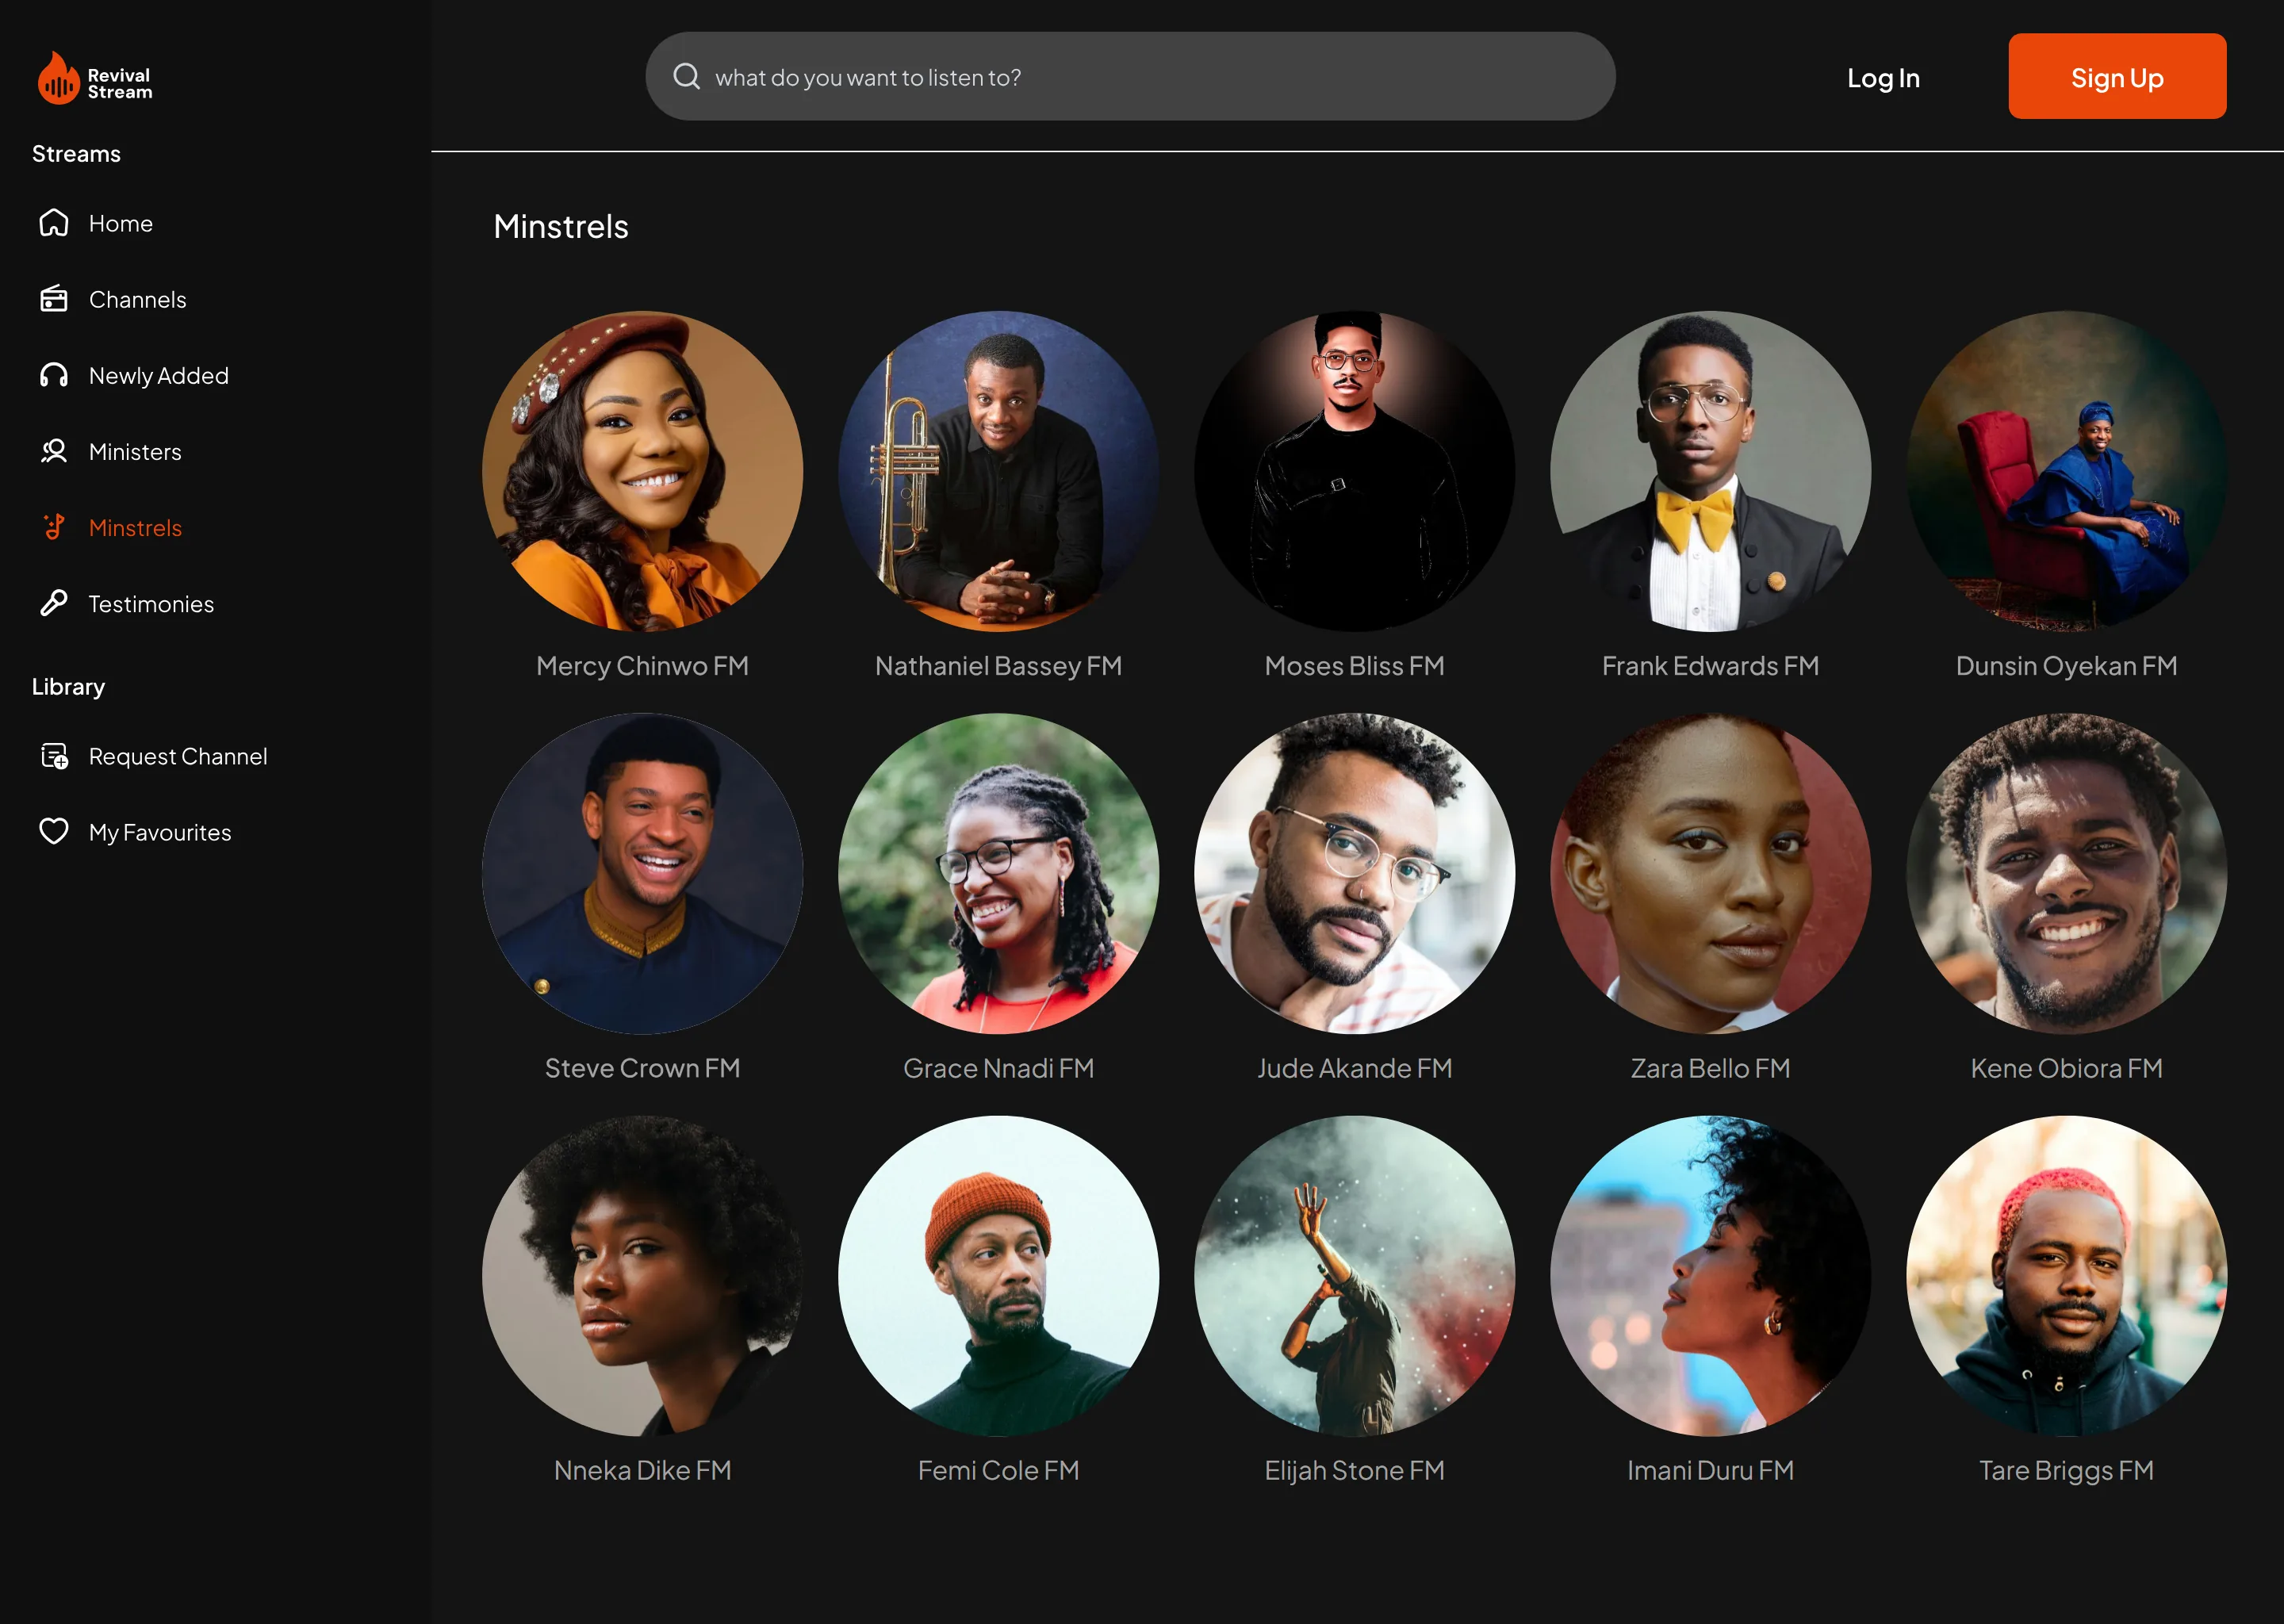 Revival
Stream
what do you want to listen to?
Log In
Sign Up
Streams
Home
Channels
Newly Added
Ministers
Minstrels
Testimonies
Library
Request Channel
My Favourites
Minstrels
Mercy Chinwo FM
Nathaniel Bassey FM
Moses Bliss FM
Frank Edwards FM
Dunsin Oyekan FM
Steve Crown FM
Grace Nnadi FM
Jude Akande FM
Zara Bello FM
Kene Obiora FM
Nneka Dike FM
Femi Cole FM
Elijah Stone FM
Imani Duru FM
Tare Briggs FM